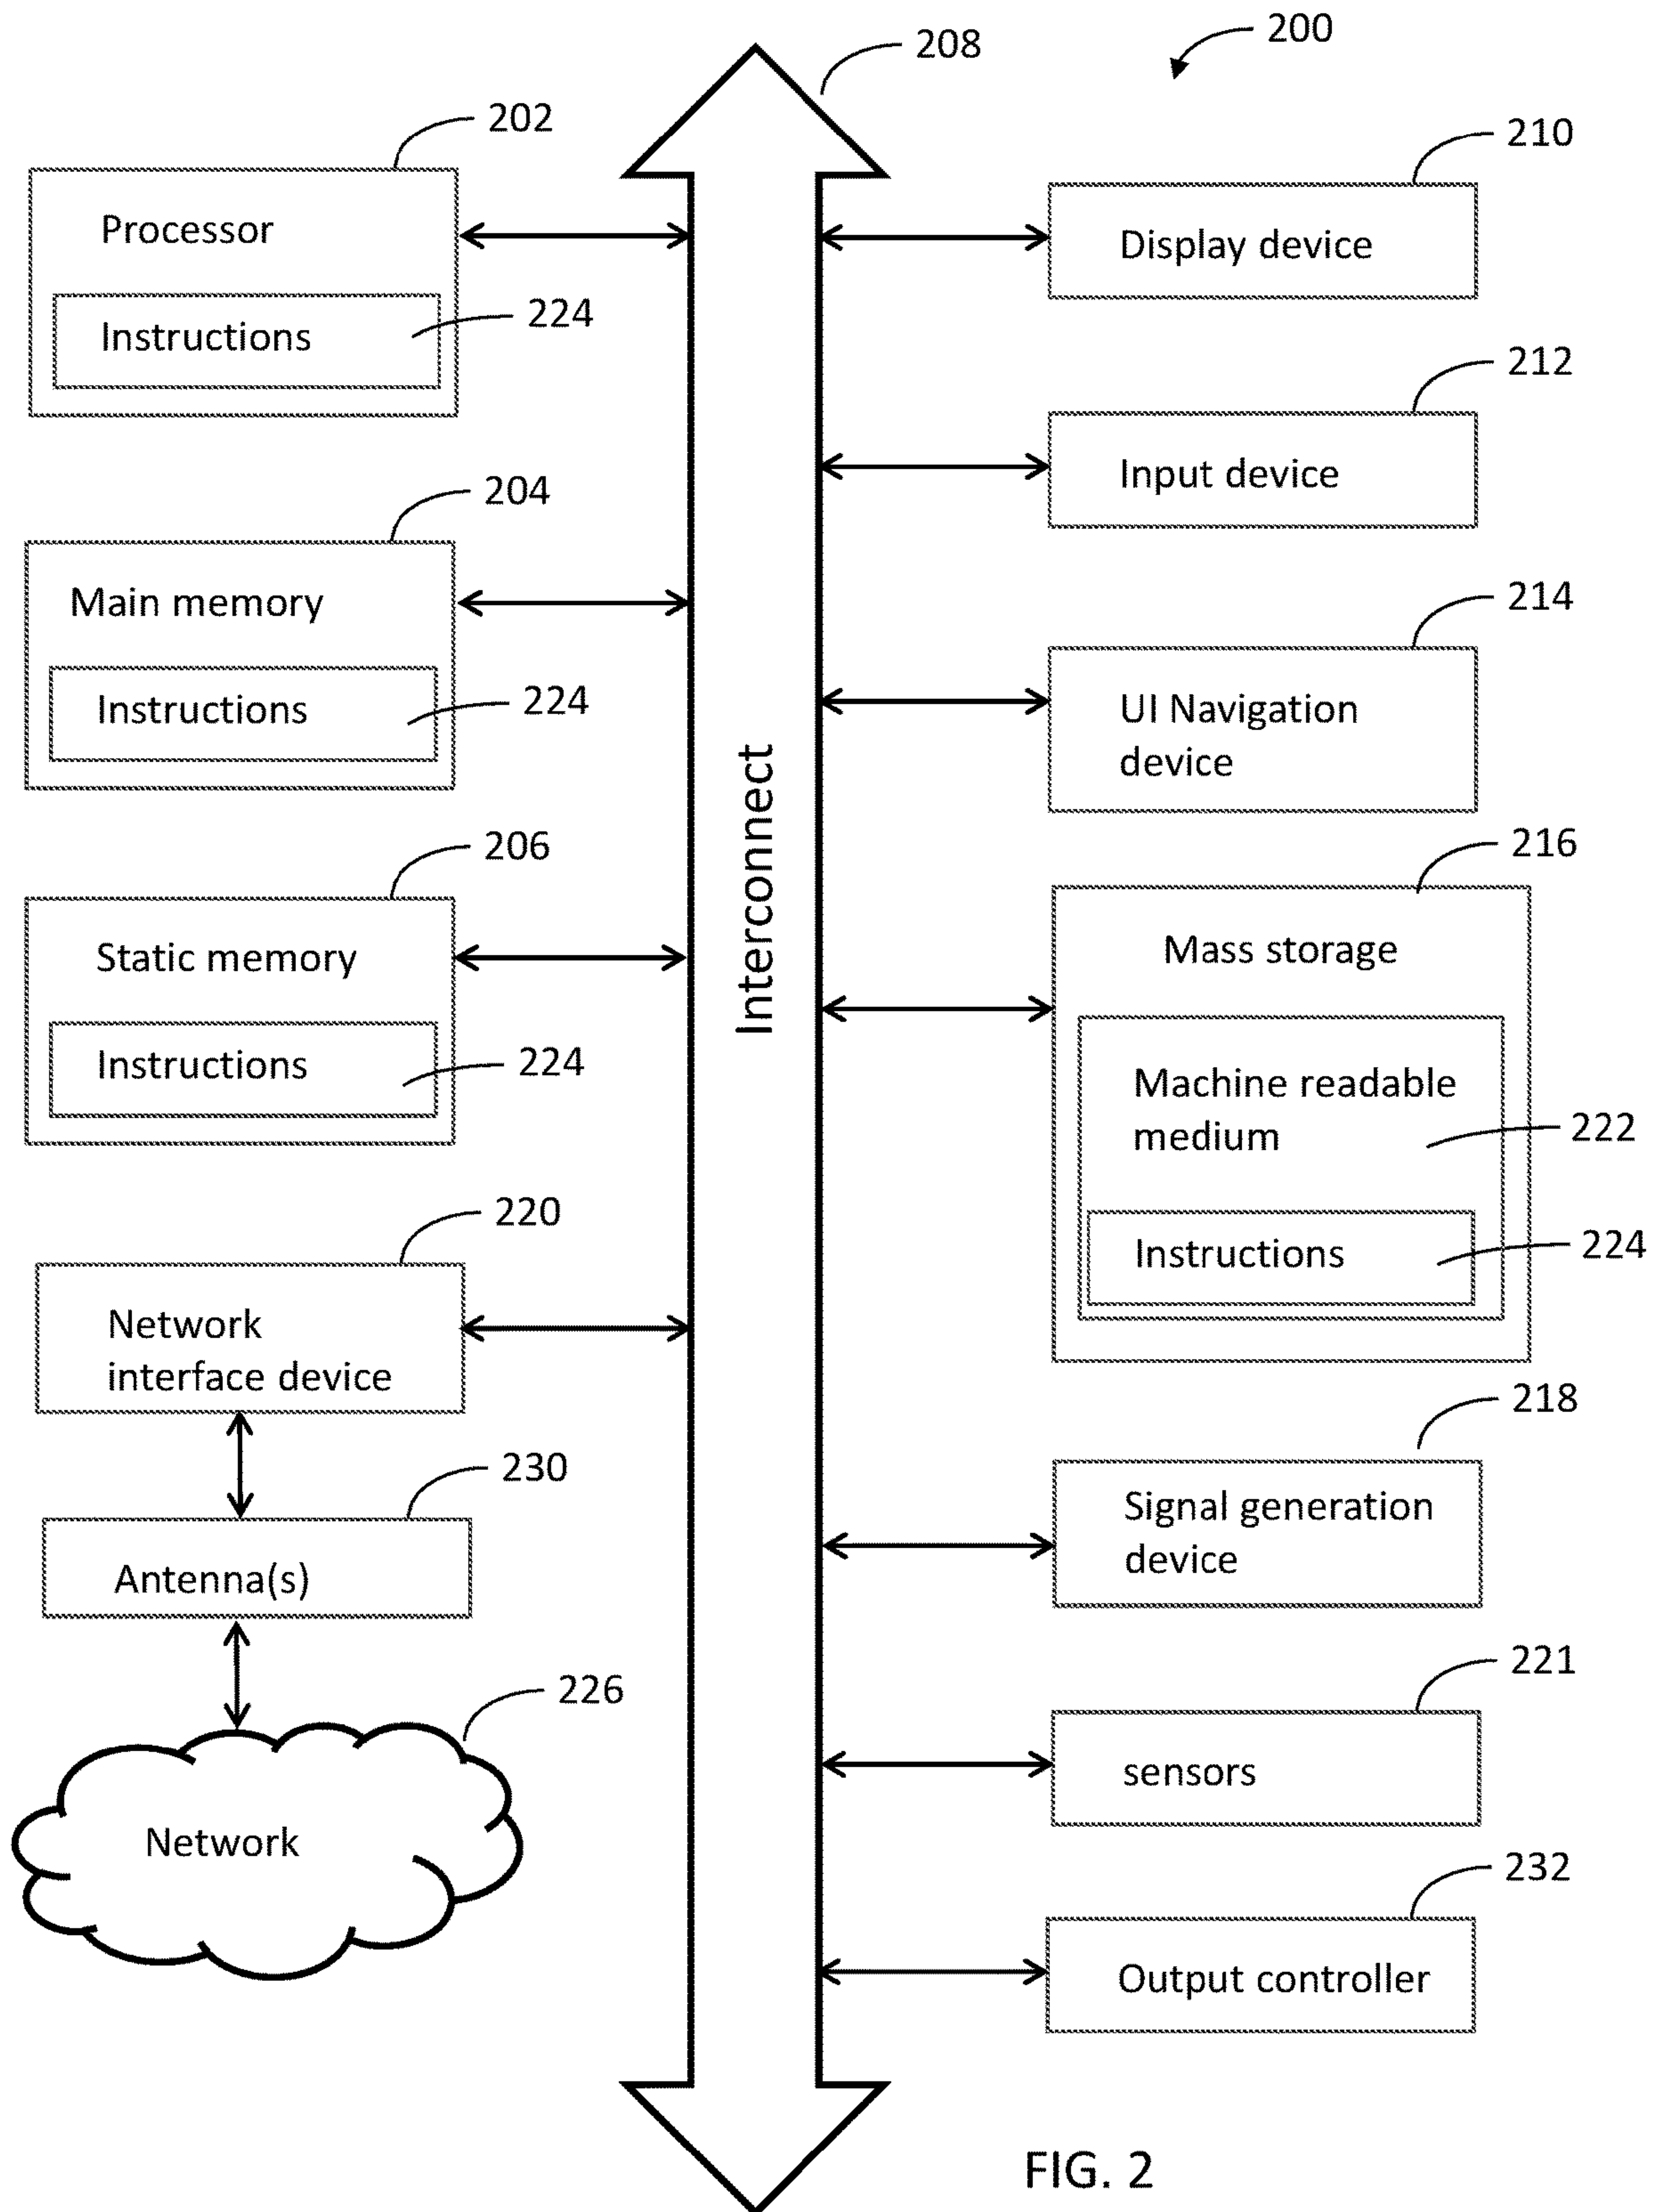 200
208
202
Processor
Instructions
224
204
Main memory
Instructions
224
206
Static memory
Instructions
224
220
Network
interface device
230
Antenna(s)
226
Network
Interconnect
210
Display device
212
Input device
214
UI Navigation
device
216
Mass storage
Machine readable
medium
222
Instructions
224
218
Signal generation
device
221
sensors
232
Output controller
FIG. 2